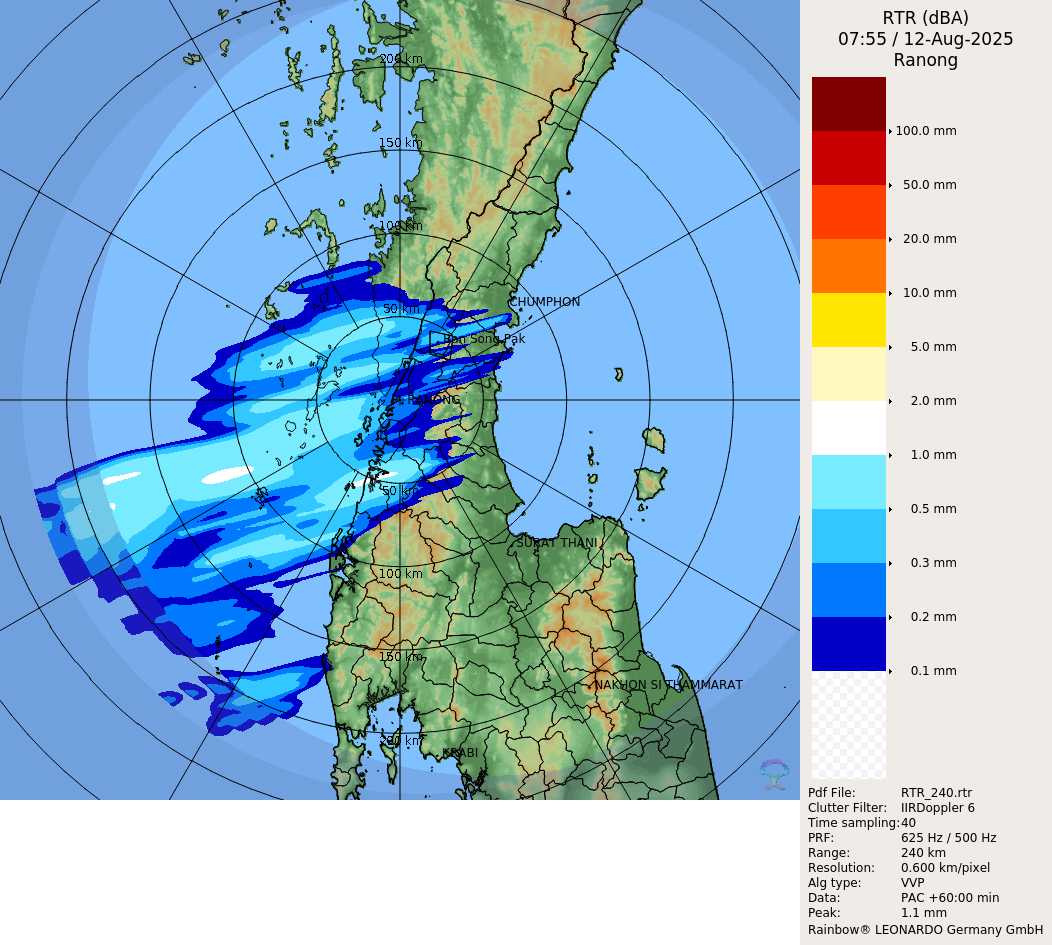 RTR (dBA)
07:55 / 12-Aug-2025
Ranong
200 km
150 km
100 km
50 km
CHUMPHON
Ban Song Pak
RANONG
50 km
SURAT THANI
100 km
150 km
NAKHON SI THAMMARAT
200 km
KRABI
100.0 mm
50.0 mm
20.0 mm
10.0 mm
5.0 mm
2.0 mm
1.0 mm
0.5 mm
0.3 mm
0.2 mm
0.1 mm
Pdf File: RTR_240.rtr
Clutter Filter: IIRDoppler 6
Time sampling:40
PRF: 625 Hz / 500 Hz
Range: 240 km
Resolution: 0.600 km/pixel
Alg type: VVP
Data: PAC +60:00 min
Peak: 1.1 mm
Rainbow® LEONARDO Germany GmbH